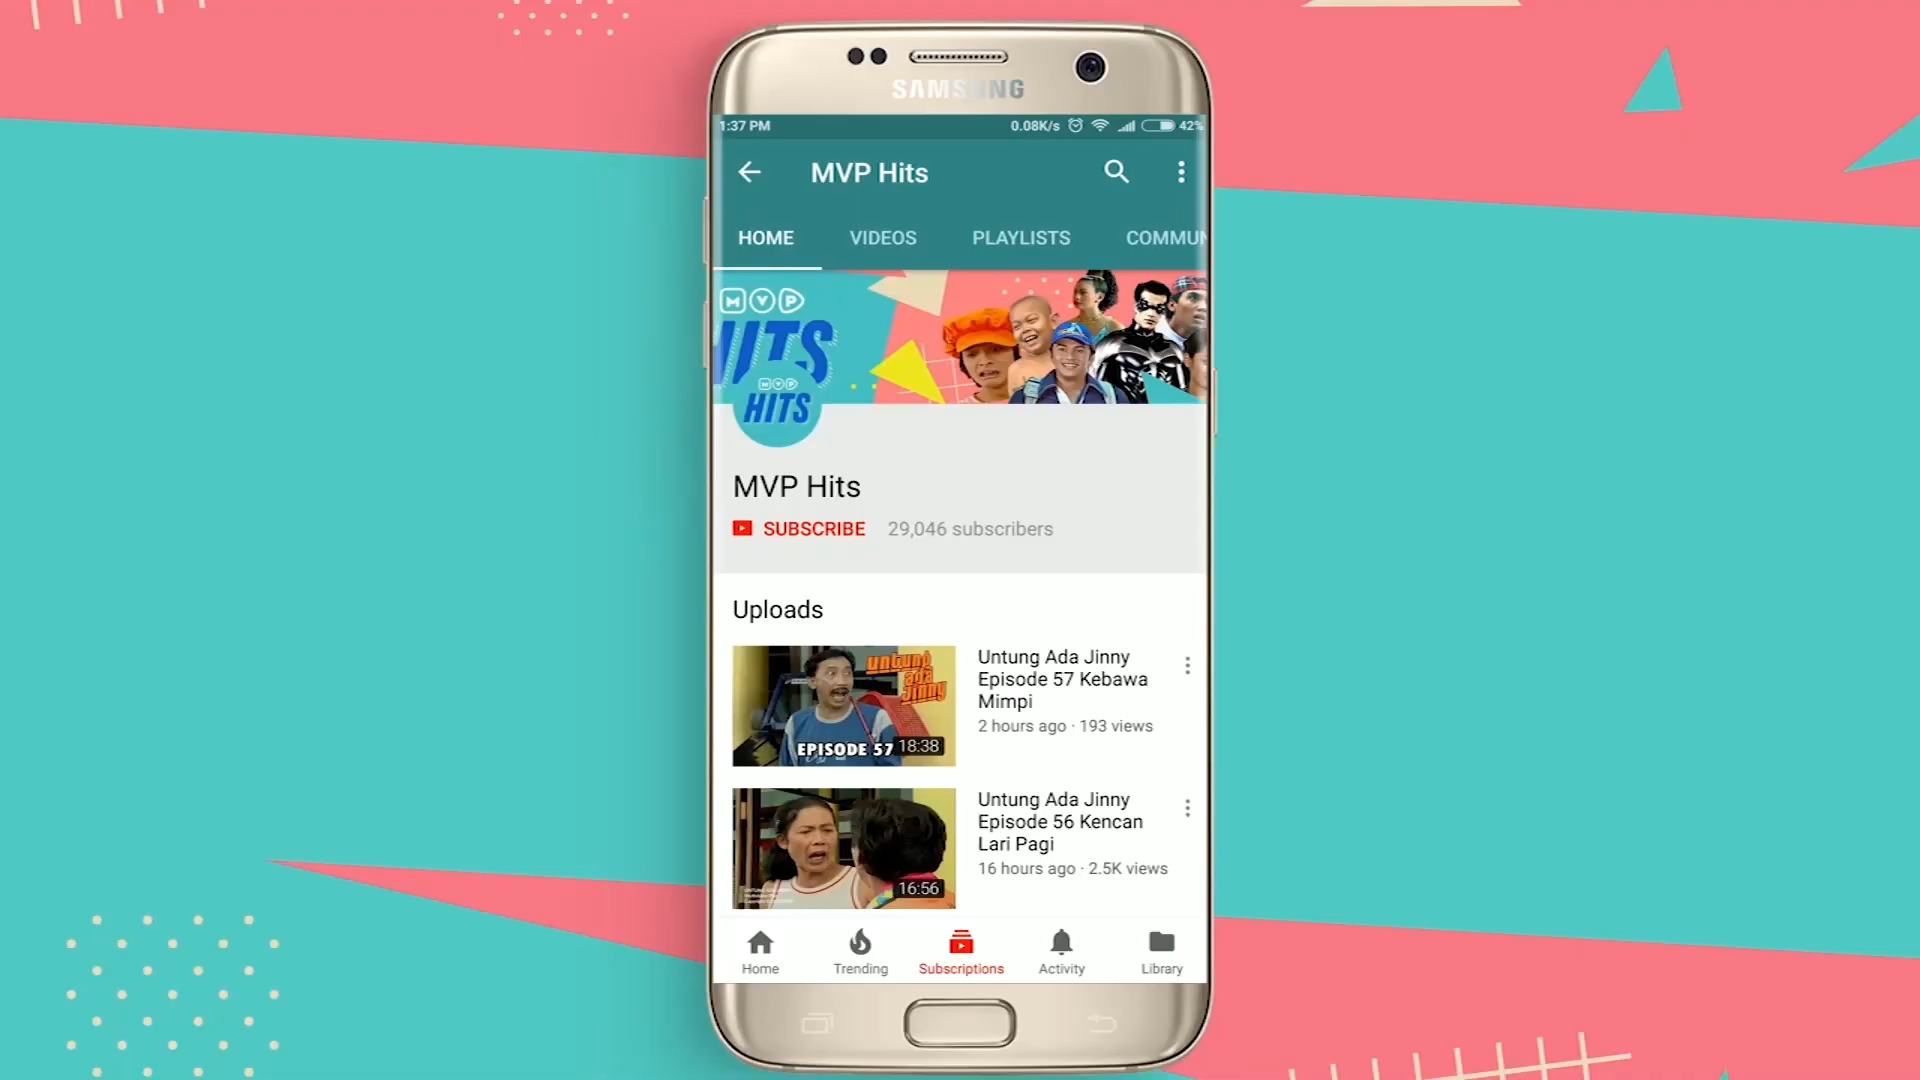 SAMSUNG
1:37 PM 0.08K/s 42%
MVP Hits
HOME VIDEOS PLAYLISTS COMMUN
MVP
HITS
MVP
HITS
MVP Hits
SUBSCRIBE 29,046 subscribers
Uploads
untung
ada
Jinny
EPISODE 57 18:38
Untung Ada Jinny
Episode 57 Kebawa
Mimpi
2 hours ago · 193 views
16:56
Untung Ada Jinny
Episode 56 Kencan
Lari Pagi
16 hours ago · 2.5K views
Home Trending Subscriptions Activity Library